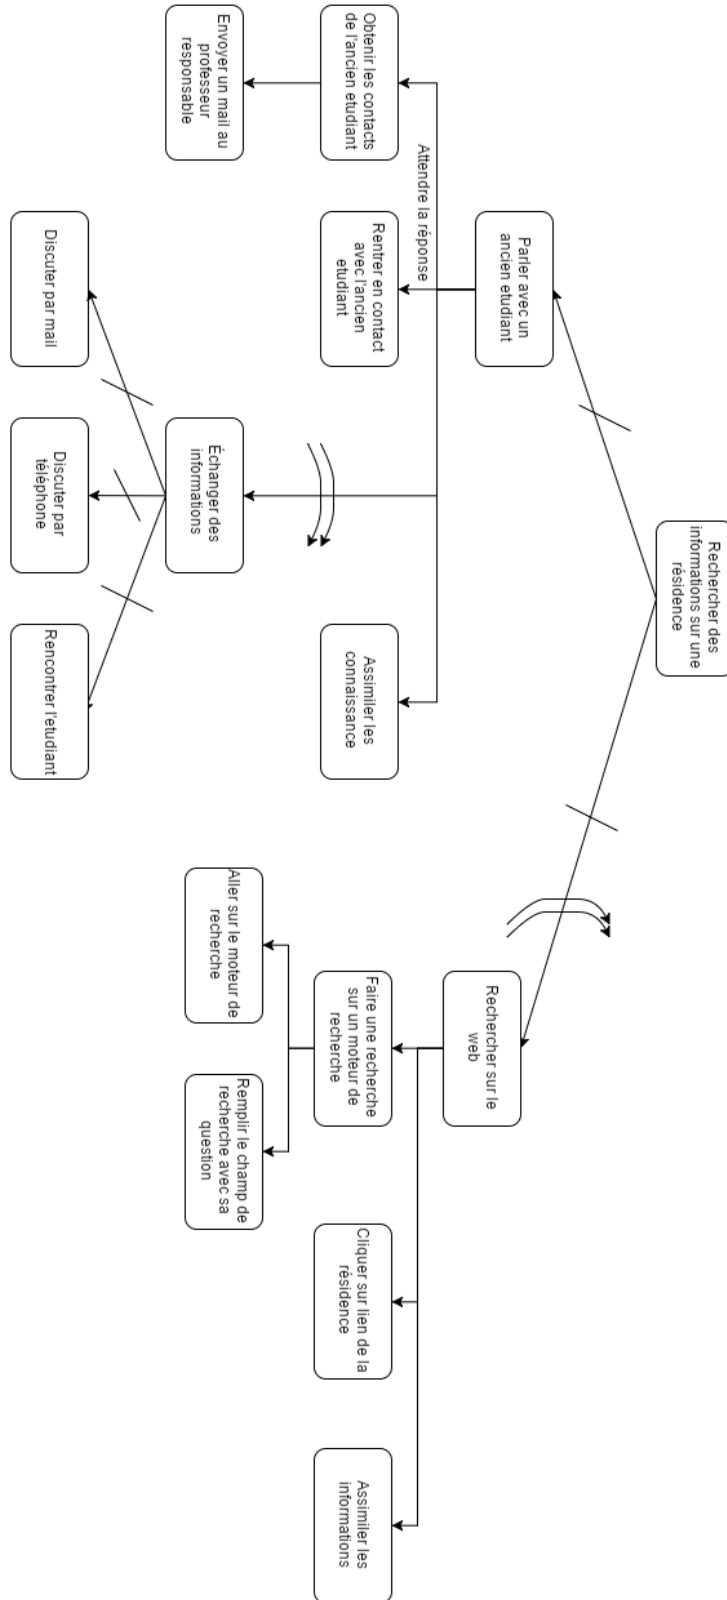 Rechercher des
informations sur une
résidence
Parler avec un
ancien etudiant
Rechercher sur le
web
Attendre la réponse
Obtenir les contacts
de l'ancien etudiant
Rentrer en contact
avec l'ancien
etudiant
Assimiler les
connaissance
Faire une recherche
sur un moteur de
recherche
Cliquer sur lien de la
résidence
Assimiler les
informations
Envoyer un mail au
professeur
responsable
Échanger des
informations
Aller sur le moteur de
recherche
Remplir le champ de
recherche avec sa
question
Discuter par mail
Discuter par
téléphone
Rencontrer l'etudiant